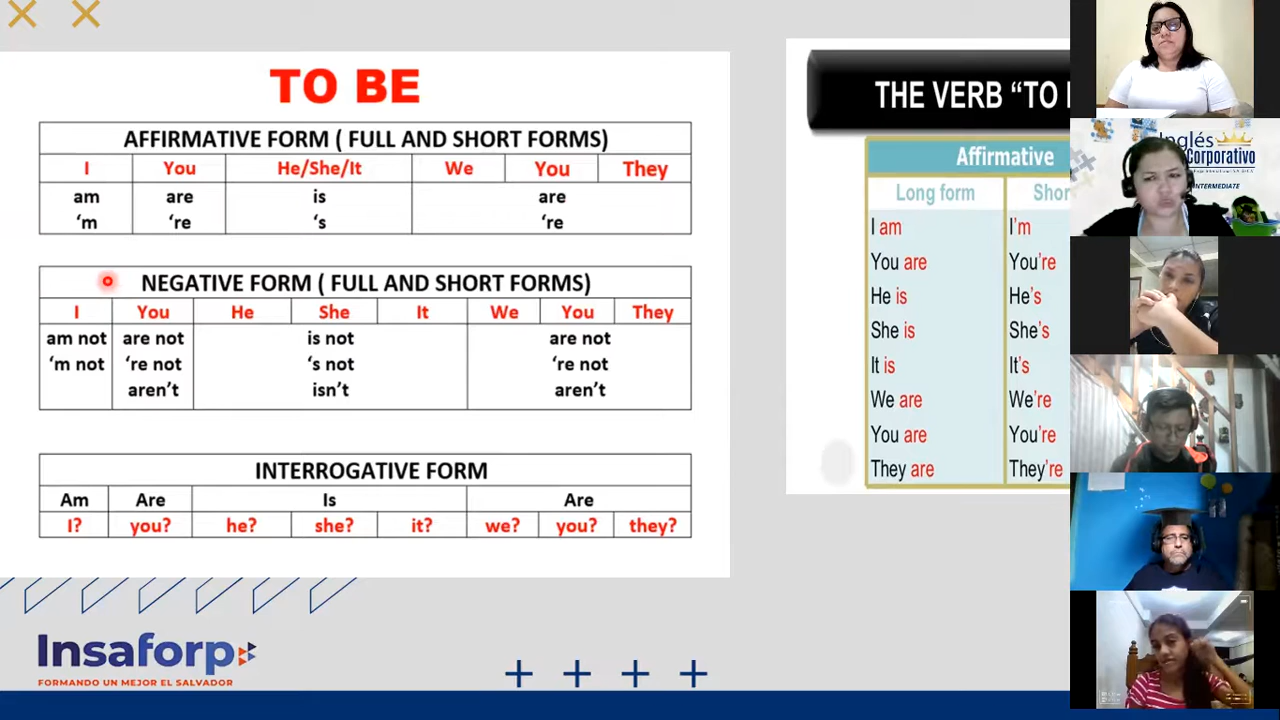 TO BE
AFFIRMATIVE FORM ( FULL AND SHORT FORMS)
I You He/She/It We You They
am are is are
‘m ‘re ‘s ‘re
NEGATIVE FORM ( FULL AND SHORT FORMS)
I You He She It We You They
am not are not is not are not
‘m not ‘re not ‘s not ‘re not
aren’t isn’t aren’t
INTERROGATIVE FORM
Am Are Is Are
I? you? he? she? it? we? you? they?
Insaforp
FORMANDO UN MEJOR EL SALVADOR
THE VERB “TO
Affirmative
Long form Shor
I am I’m
You are You’re
He is He’s
She is She’s
It is It’s
We are We’re
You are You’re
They are They’re
Inglés
Corporativo
INTERMEDIATE